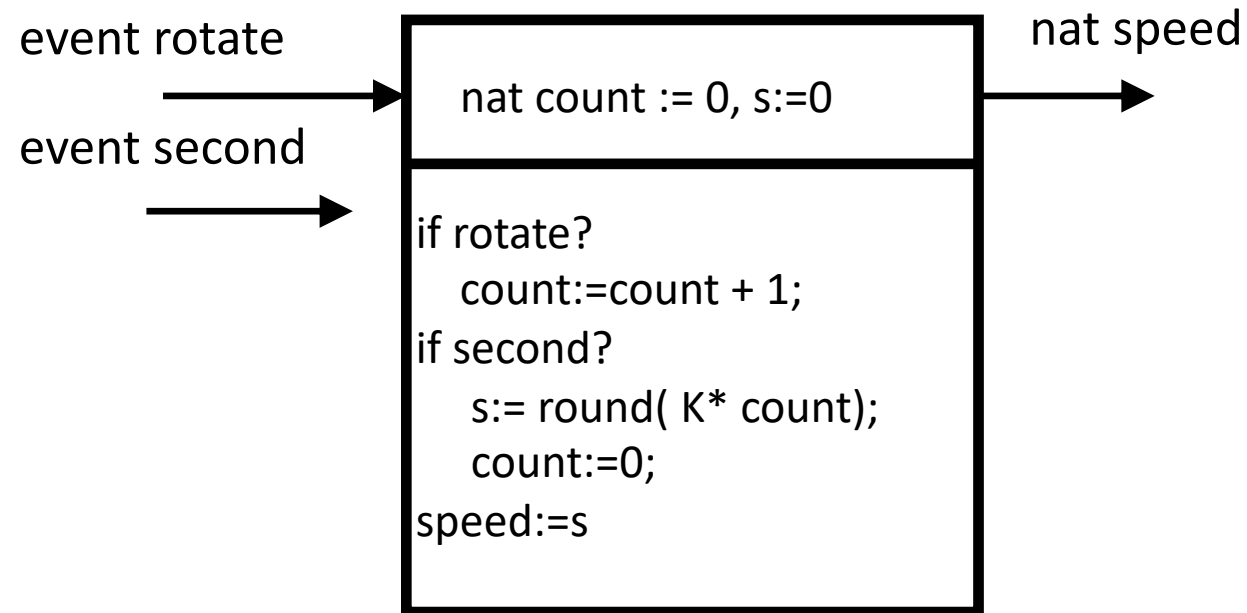 event rotate
nat speed
nat count := 0, s:=0
event second
if rotate?
count:=count + 1;
if second?
s:= round( K* count);
count:=0;
speed:=s